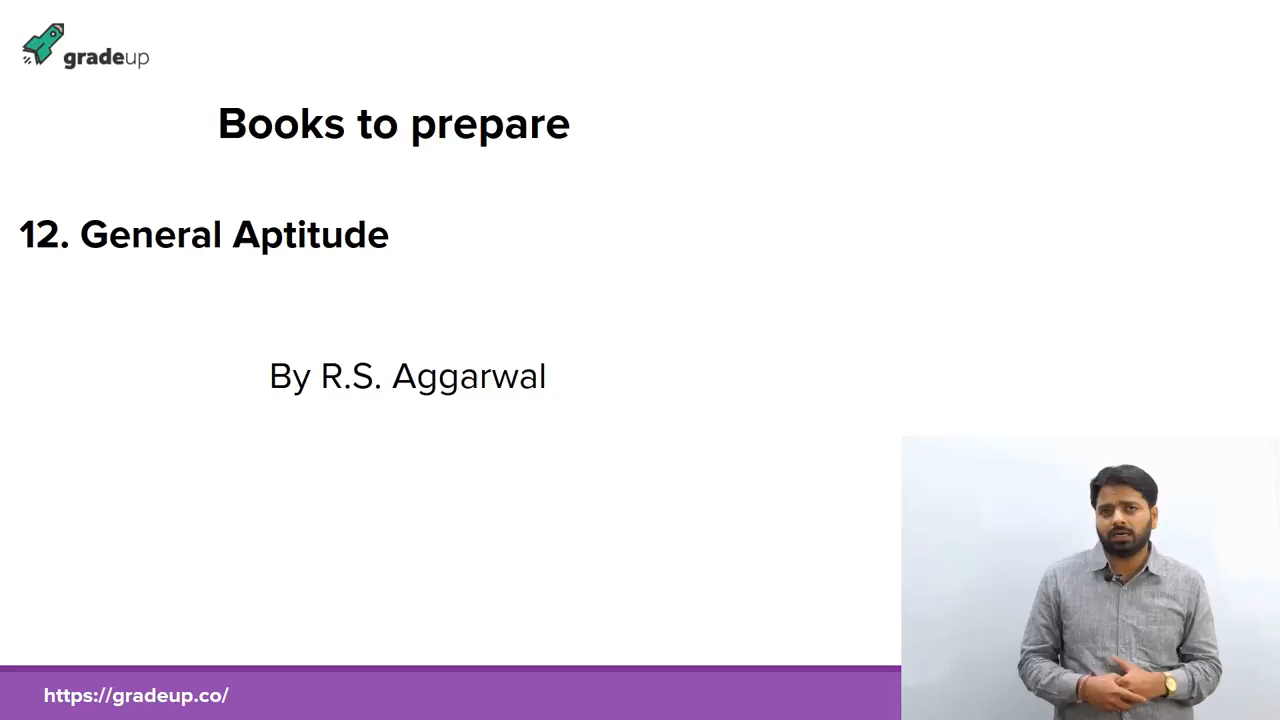 gradeup
Books to prepare
12. General Aptitude
By R.S. Aggarwal
https://gradeup.co/